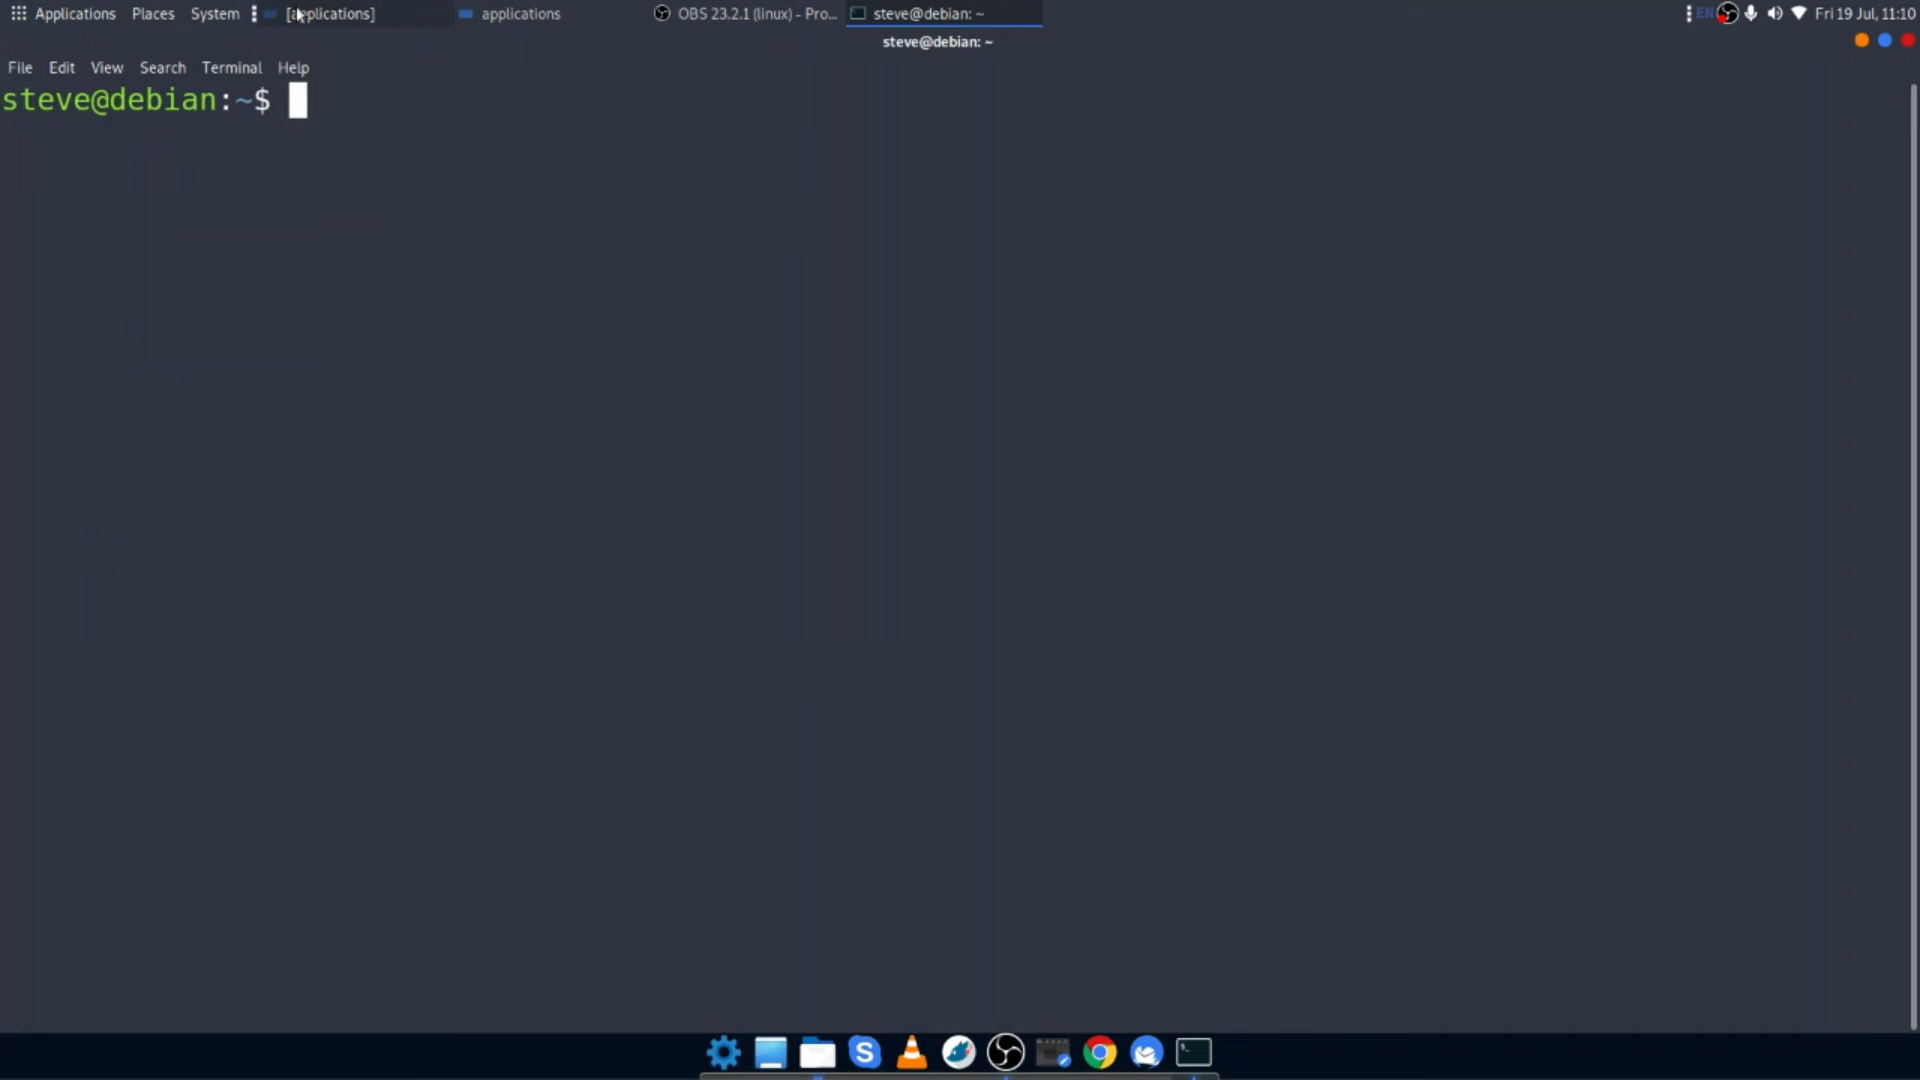 Applications Places System [applications] applications OBS 23.2.1 (linux) - Pro... steve@debian: ~ EN Fri 19 Jul, 11:10
steve@debian: ~
File Edit View Search Terminal Help
steve@debian:~$